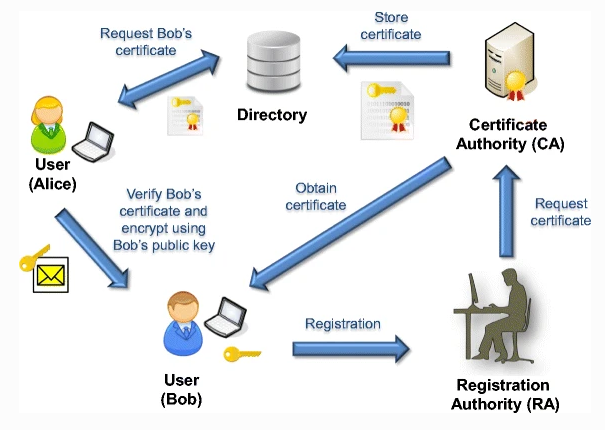 Request Bob's
certificate
Store
certificate
Directory
Certificate
Authority (CA)
User
(Alice)
Verify Bob's
certificate and
encrypt using
Bob's public key
Obtain
certificate
Request
certificate
Registration
User
(Bob)
Registration
Authority (RA)